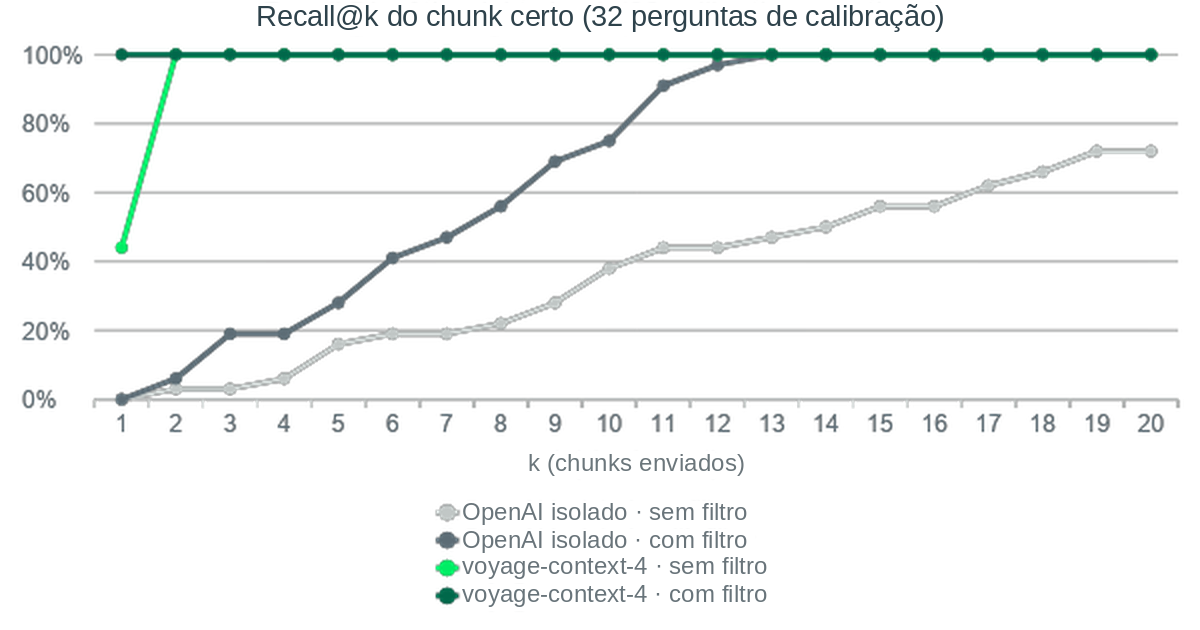 Recall@k do chunk certo (32 perguntas de calibração)
100%
80%
60%
40%
20%
0%
1 2 3 4 5 6 7 8 9 10 11 12 13 14 15 16 17 18 19 20
k (chunks enviados)
OpenAI isolado · sem filtro
OpenAI isolado · com filtro
voyage-context-4 · sem filtro
voyage-context-4 · com filtro